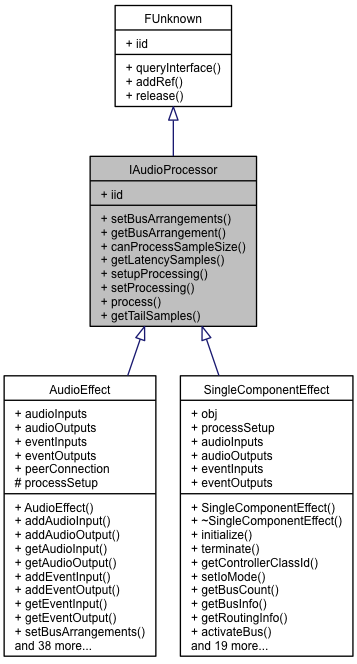 FUnknown
+ iid
+ queryInterface()
+ addRef()
+ release()
IAudioProcessor
+ iid
+ setBusArrangements()
+ getBusArrangement()
+ canProcessSampleSize()
+ getLatencySamples()
+ setupProcessing()
+ setProcessing()
+ process()
+ getTailSamples()
AudioEffect
+ audioInputs
+ audioOutputs
+ eventInputs
+ eventOutputs
+ peerConnection
# processSetup
+ AudioEffect()
+ addAudioInput()
+ addAudioOutput()
+ getAudioInput()
+ getAudioOutput()
+ addEventInput()
+ addEventOutput()
+ getEventInput()
+ getEventOutput()
+ setBusArrangements()
and 38 more...
SingleComponentEffect
+ obj
+ processSetup
+ audioInputs
+ audioOutputs
+ eventInputs
+ eventOutputs
+ SingleComponentEffect()
+ ~SingleComponentEffect()
+ initialize()
+ terminate()
+ getControllerClassId()
+ setIoMode()
+ getBusCount()
+ getBusInfo()
+ getRoutingInfo()
+ activateBus()
and 19 more...